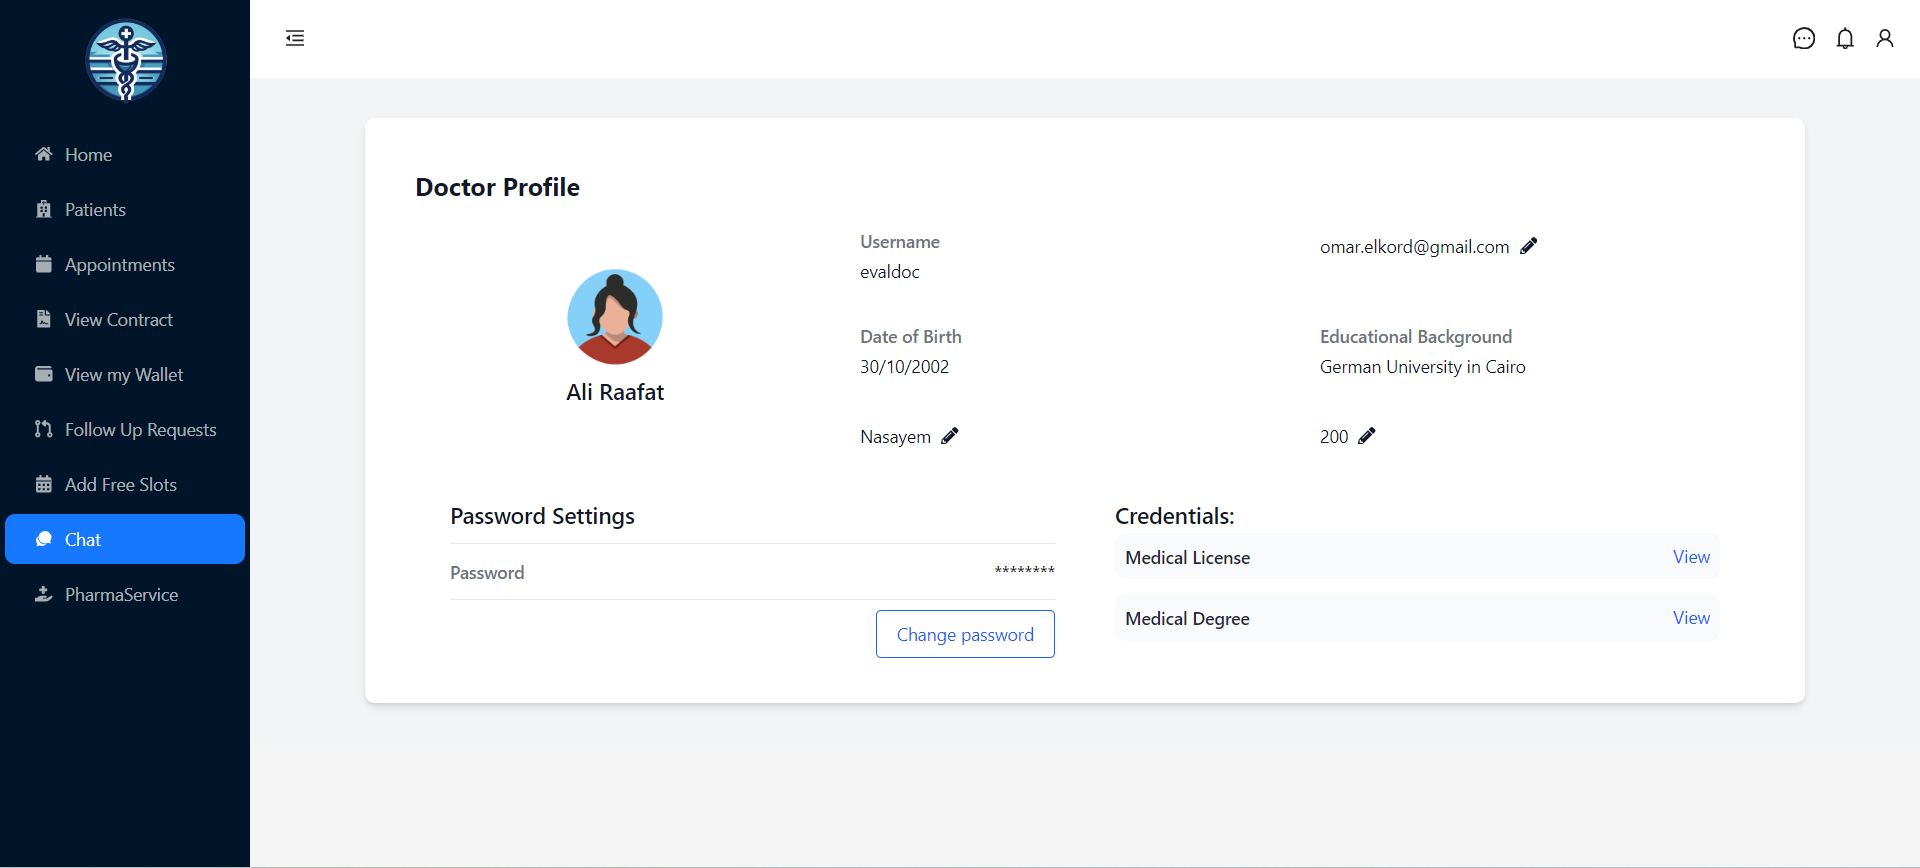 Home
Patients
Appointments
View Contract
View my Wallet
Follow Up Requests
Add Free Slots
Chat
PharmaService
Doctor Profile
Ali Raafat
Username
evaldoc
omar.elkord@gmail.com
Date of Birth
30/10/2002
Educational Background
German University in Cairo
Nasayem
200
Password Settings
Password ********
Change password
Credentials:
Medical License View
Medical Degree View